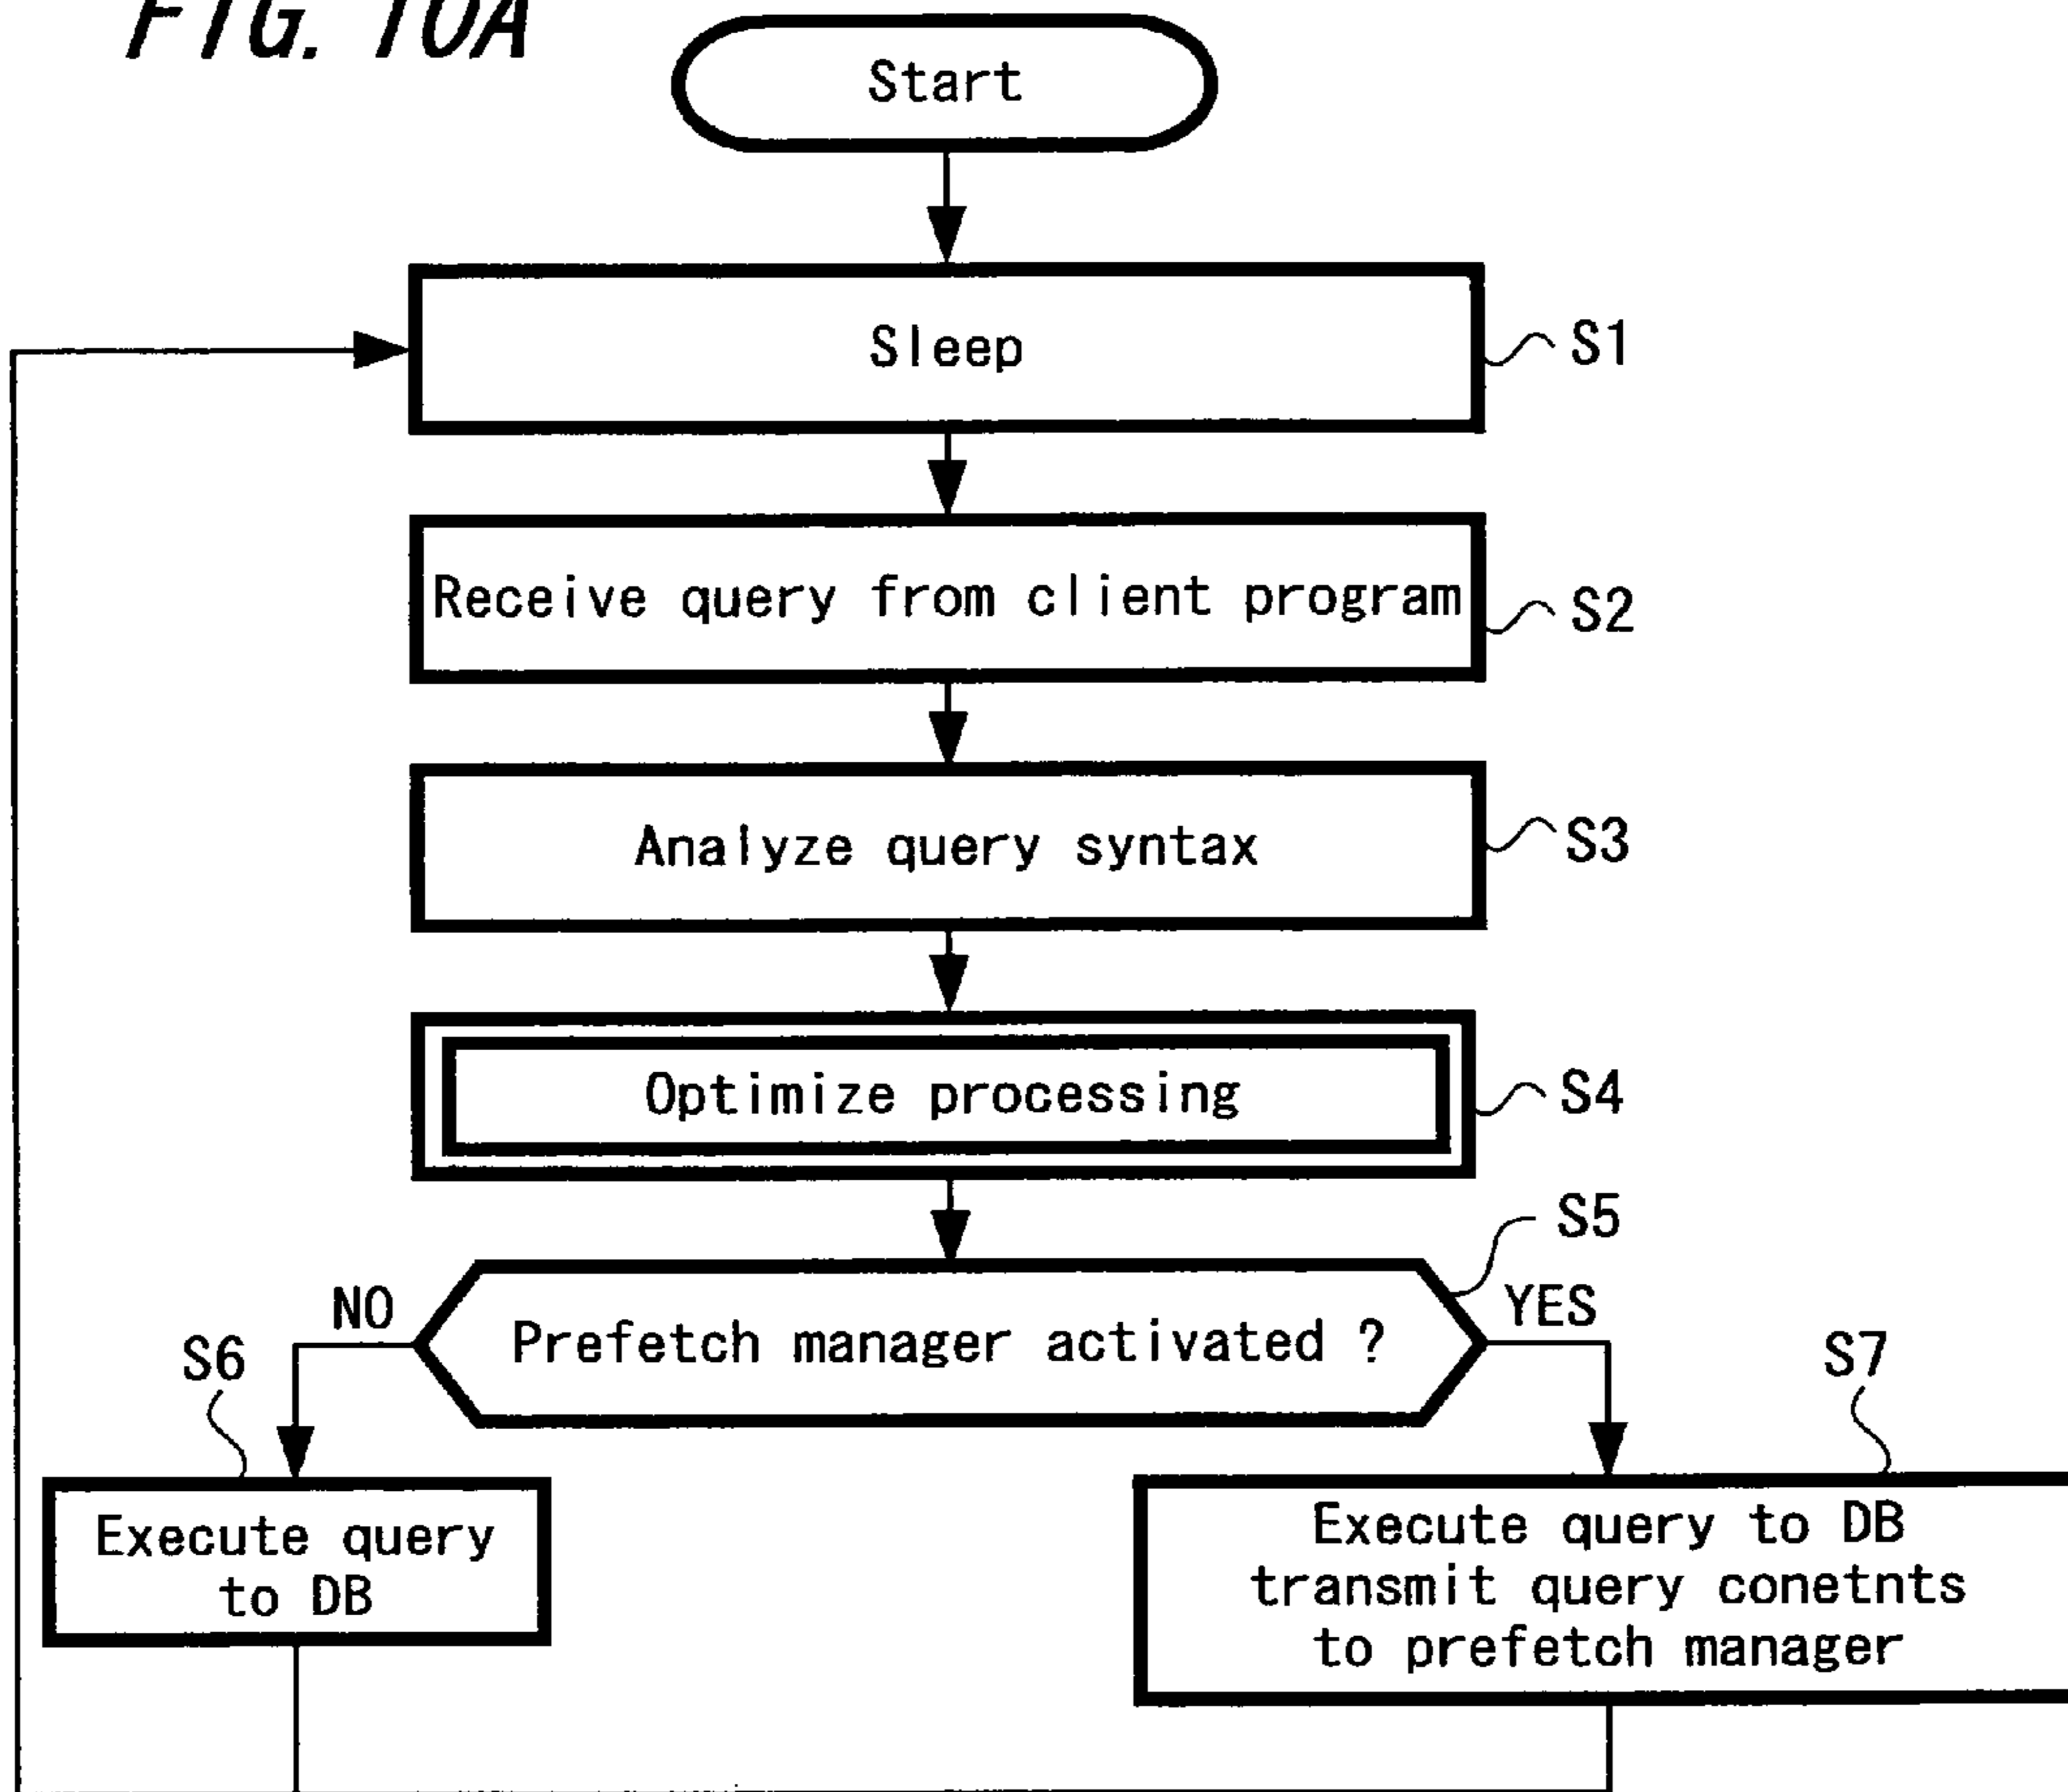 FIG. 10A
Start
Sleep
S1
Receive query from client program
S2
Analyze query syntax
S3
Optimize processing
S4
S5
NO
Prefetch manager activated ?
YES
S6
S7
Execute query
to DB
Execute query to DB
transmit query conetnts
to prefetch manager